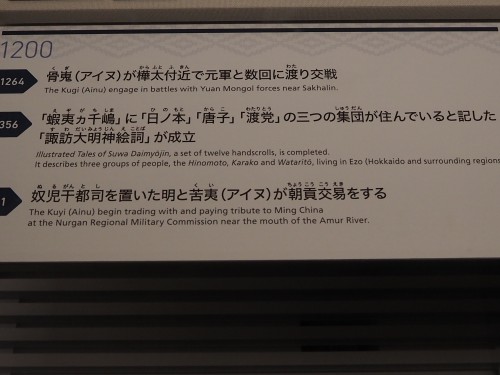 1200
1264
骨嵬(アイヌ)が樺太付近で元軍と数回に渡り交戦
The Kugi (Ainu) engage in battles with Yuan Mongol forces near Sakhalin.
356
「蝦夷ヵ千嶋」に「日ノ本」「唐子」「渡党」の三つの集団が住んでいると記した
「諏訪大明神絵詞」が成立
Illustrated Tales of Suwa Daimyōjin, a set of twelve handscrolls, is completed.
It describes three groups of people, the Hinomoto, Karako and Wataritō, living in Ezo (Hokkaido and surrounding regions
1
奴児干都司を置いた明と苦夷(アイヌ)が朝貢交易をする
The Kuyi (Ainu) begin trading with and paying tribute to Ming China
at the Nurgan Regional Military Commission near the mouth of the Amur River.